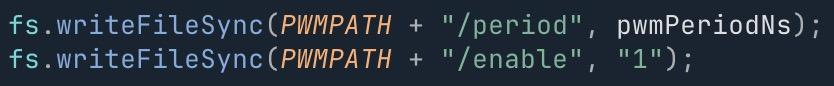 fs.writeFileSync(PWMPATH + "/period", pwmPeriodNs);
fs.writeFileSync(PWMPATH + "/enable", "1");